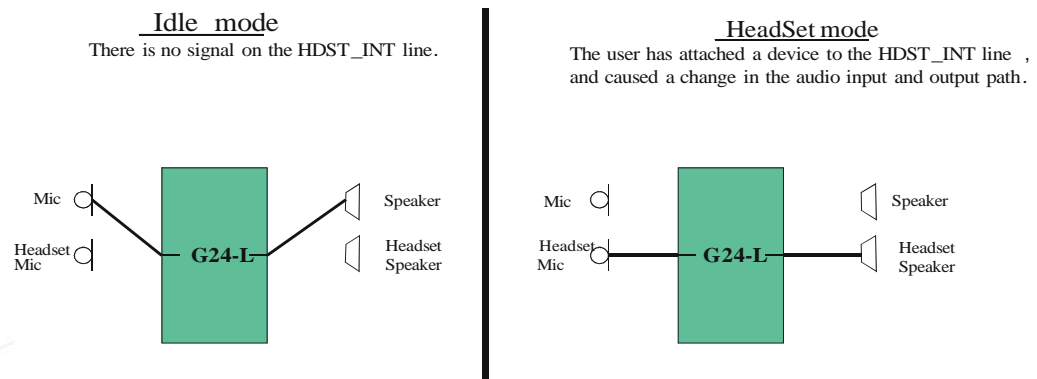 Idle mode
There is no signal on the HDST_INT line.
Mic
Headset
Mic
G24-L
Speaker
Headset
Speaker
HeadSet mode
The user has attached a device to the HDST_INT line ,
and caused a change in the audio input and output path.
Mic
Headset
Mic
G24-L
Speaker
Headset
Speaker